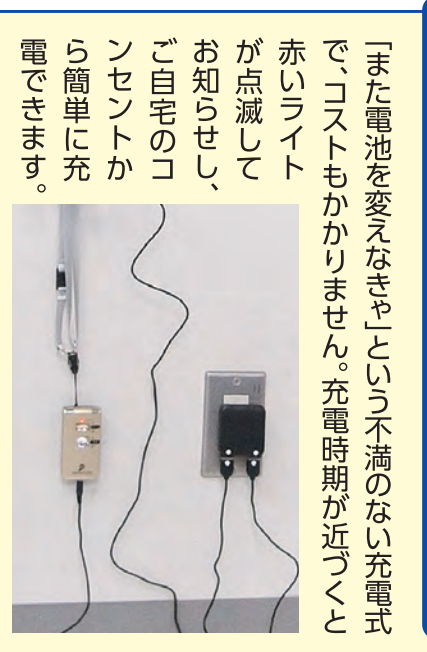 「また電池を変えなきゃ」という不満のない充電式
で、コストもかかりません。充電時期が近づくと
赤いライト
が点滅して
お知らせし、
ご自宅のコ
ンセントか
ら簡単に充
電できます。